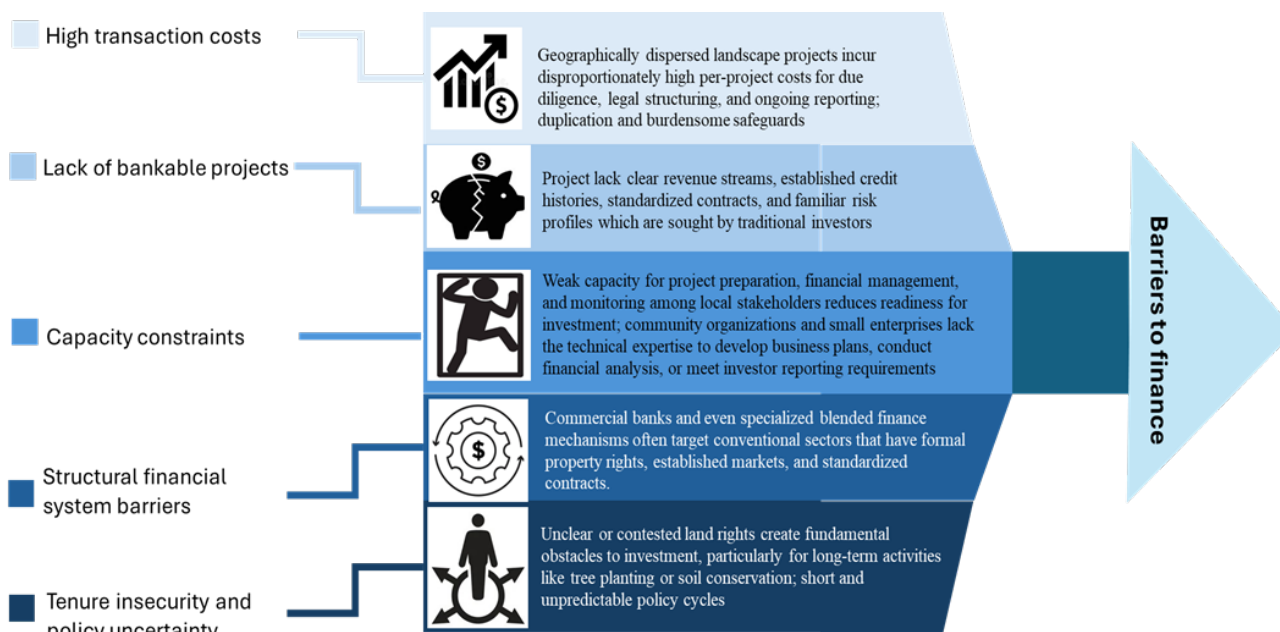 High transaction costs
Geographically dispersed landscape projects incur
disproportionately high per-project costs for due
diligence, legal structuring, and ongoing reporting;
duplication and burdensome safeguards
Lack of bankable projects
Project lack clear revenue streams, established credit
histories, standardized contracts, and familiar risk
profiles which are sought by traditional investors
Capacity constraints
Weak capacity for project preparation, financial management,
and monitoring among local stakeholders reduces readiness for
investment; community organizations and small enterprises lack
the technical expertise to develop business plans, conduct
financial analysis, or meet investor reporting requirements
Structural financial
system barriers
Commercial banks and even specialized blended finance
mechanisms often target conventional sectors that have formal
property rights, established markets, and standardized
contracts.
Tenure insecurity and
policy uncertainty
Unclear or contested land rights create fundamental
obstacles to investment, particularly for long-term activities
like tree planting or soil conservation; short and
unpredictable policy cycles
Barriers to finance
$
$
$